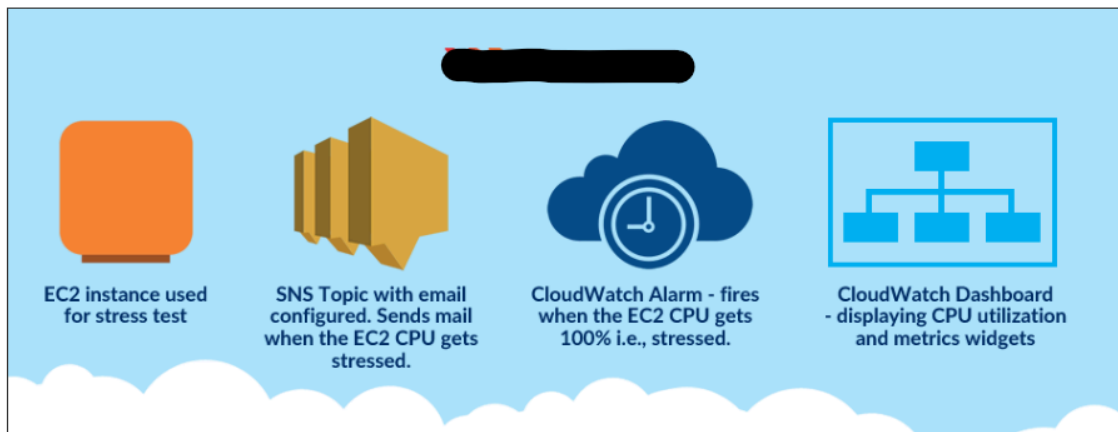 EC2 instance used
for stress test
SNS Topic with email
configured. Sends mail
when the EC2 CPU gets
stressed.
CloudWatch Alarm - fires
when the EC2 CPU gets
100% i.e., stressed.
CloudWatch Dashboard
- displaying CPU utilization
and metrics widgets